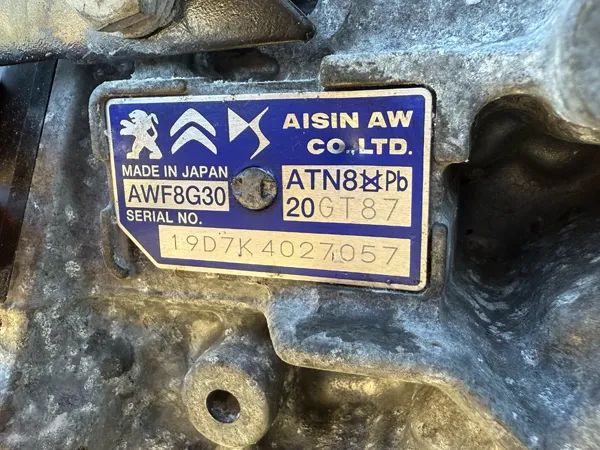 AISIN AW
CO.,LTD.
MADE IN JAPAN
AWF8G30
SERIAL NO.
ATN8 Pb
20GT87
19D7K4027057